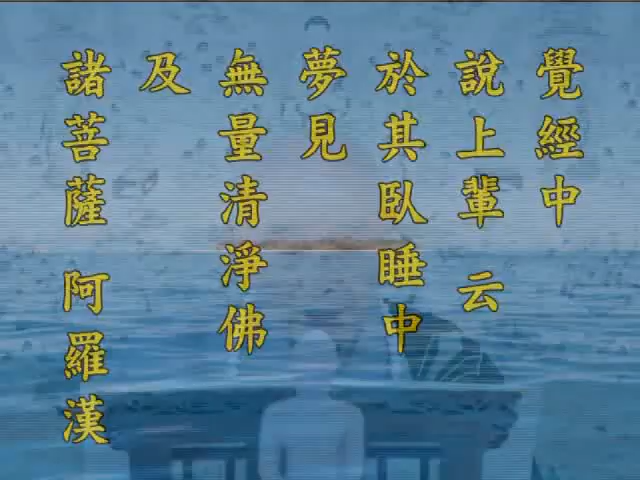 覺經中
說上輩 云
於其臥睡中
夢見
無量清淨佛
及
諸菩薩 阿羅漢